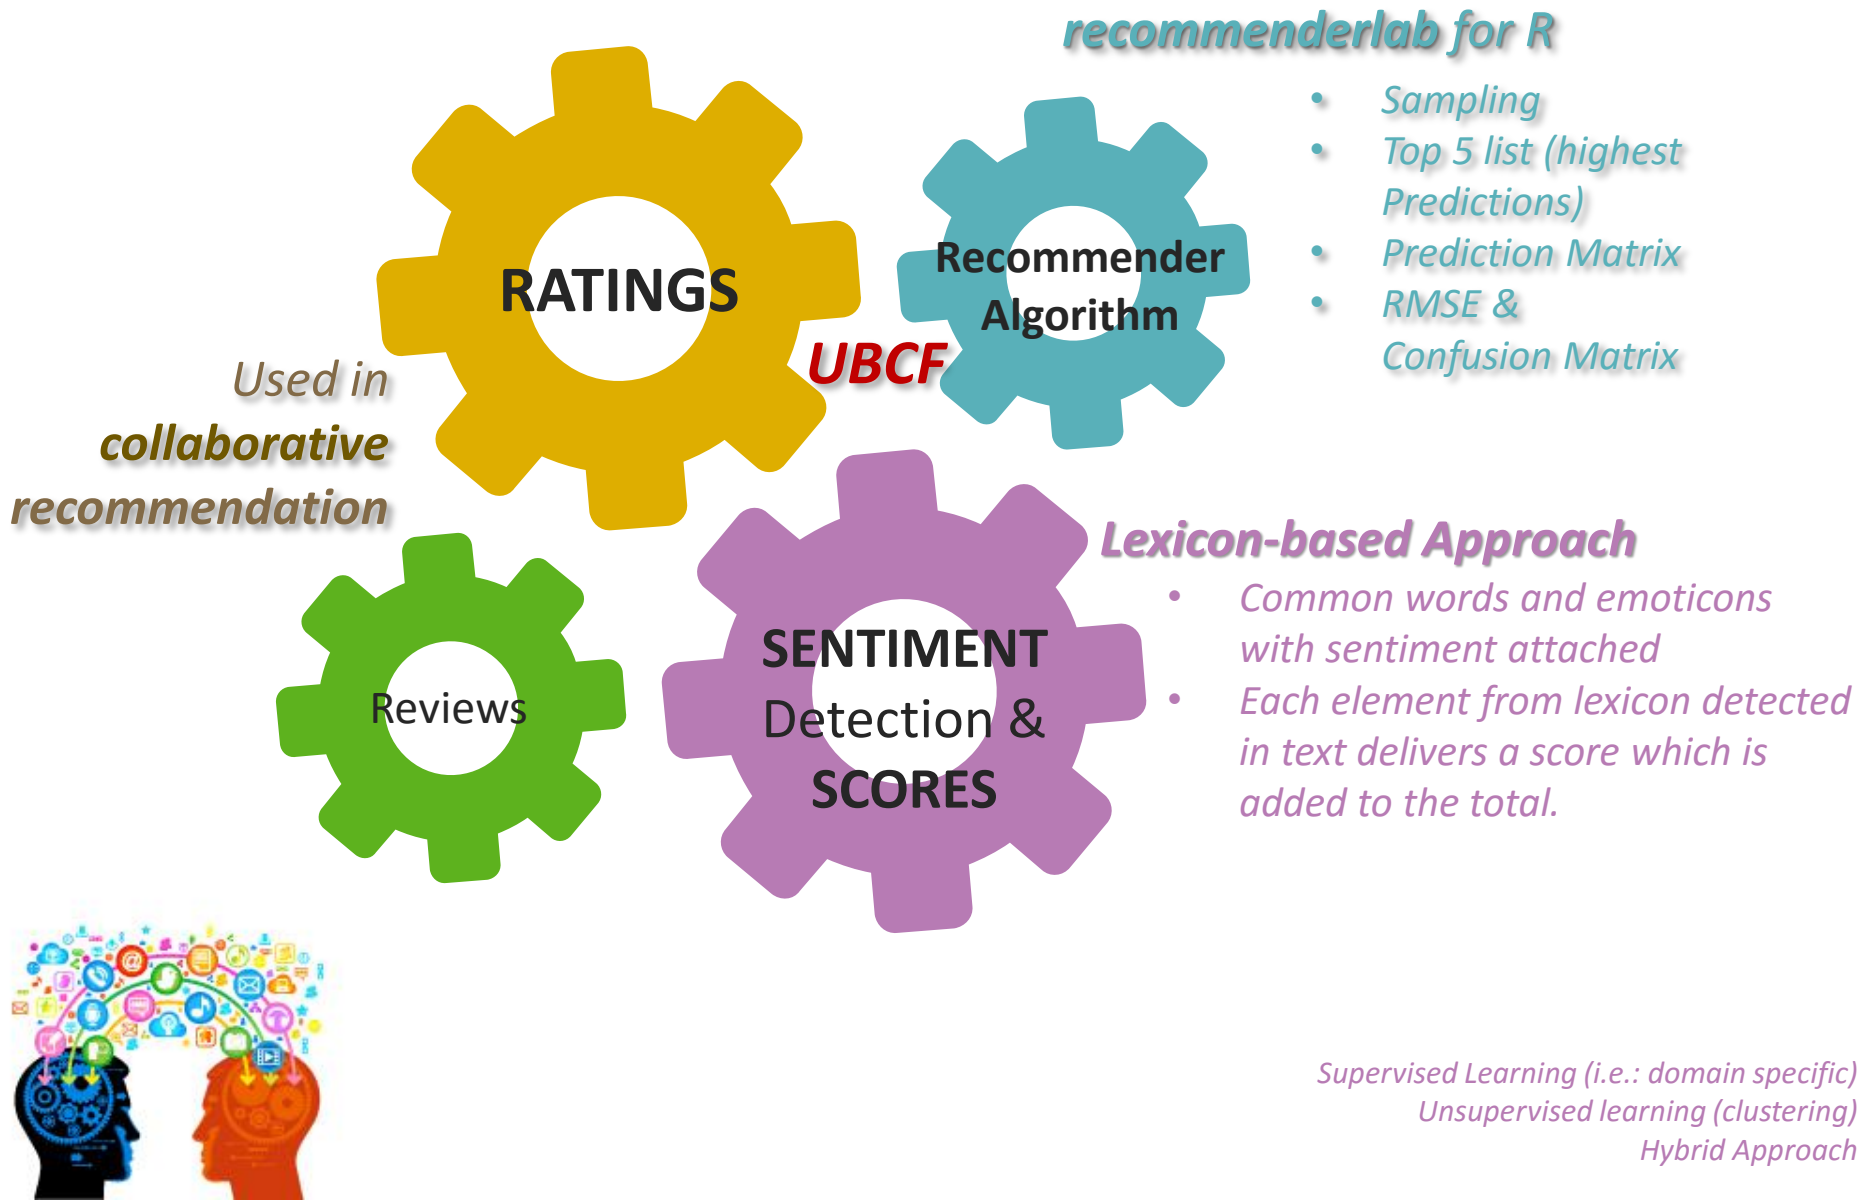 recommenderlab for R
• Sampling
• Top 5 list (highest
Predictions)
• Prediction Matrix
• RMSE &
Confusion Matrix
RATINGS
Recommender
Algorithm
UBCF
Used in
collaborative
recommendation
Lexicon-based Approach
• Common words and emoticons
with sentiment attached
• Each element from lexicon detected
in text delivers a score which is
added to the total.
SENTIMENT
Detection &
SCORES
Reviews
Supervised Learning (i.e.: domain specific)
Unsupervised learning (clustering)
Hybrid Approach